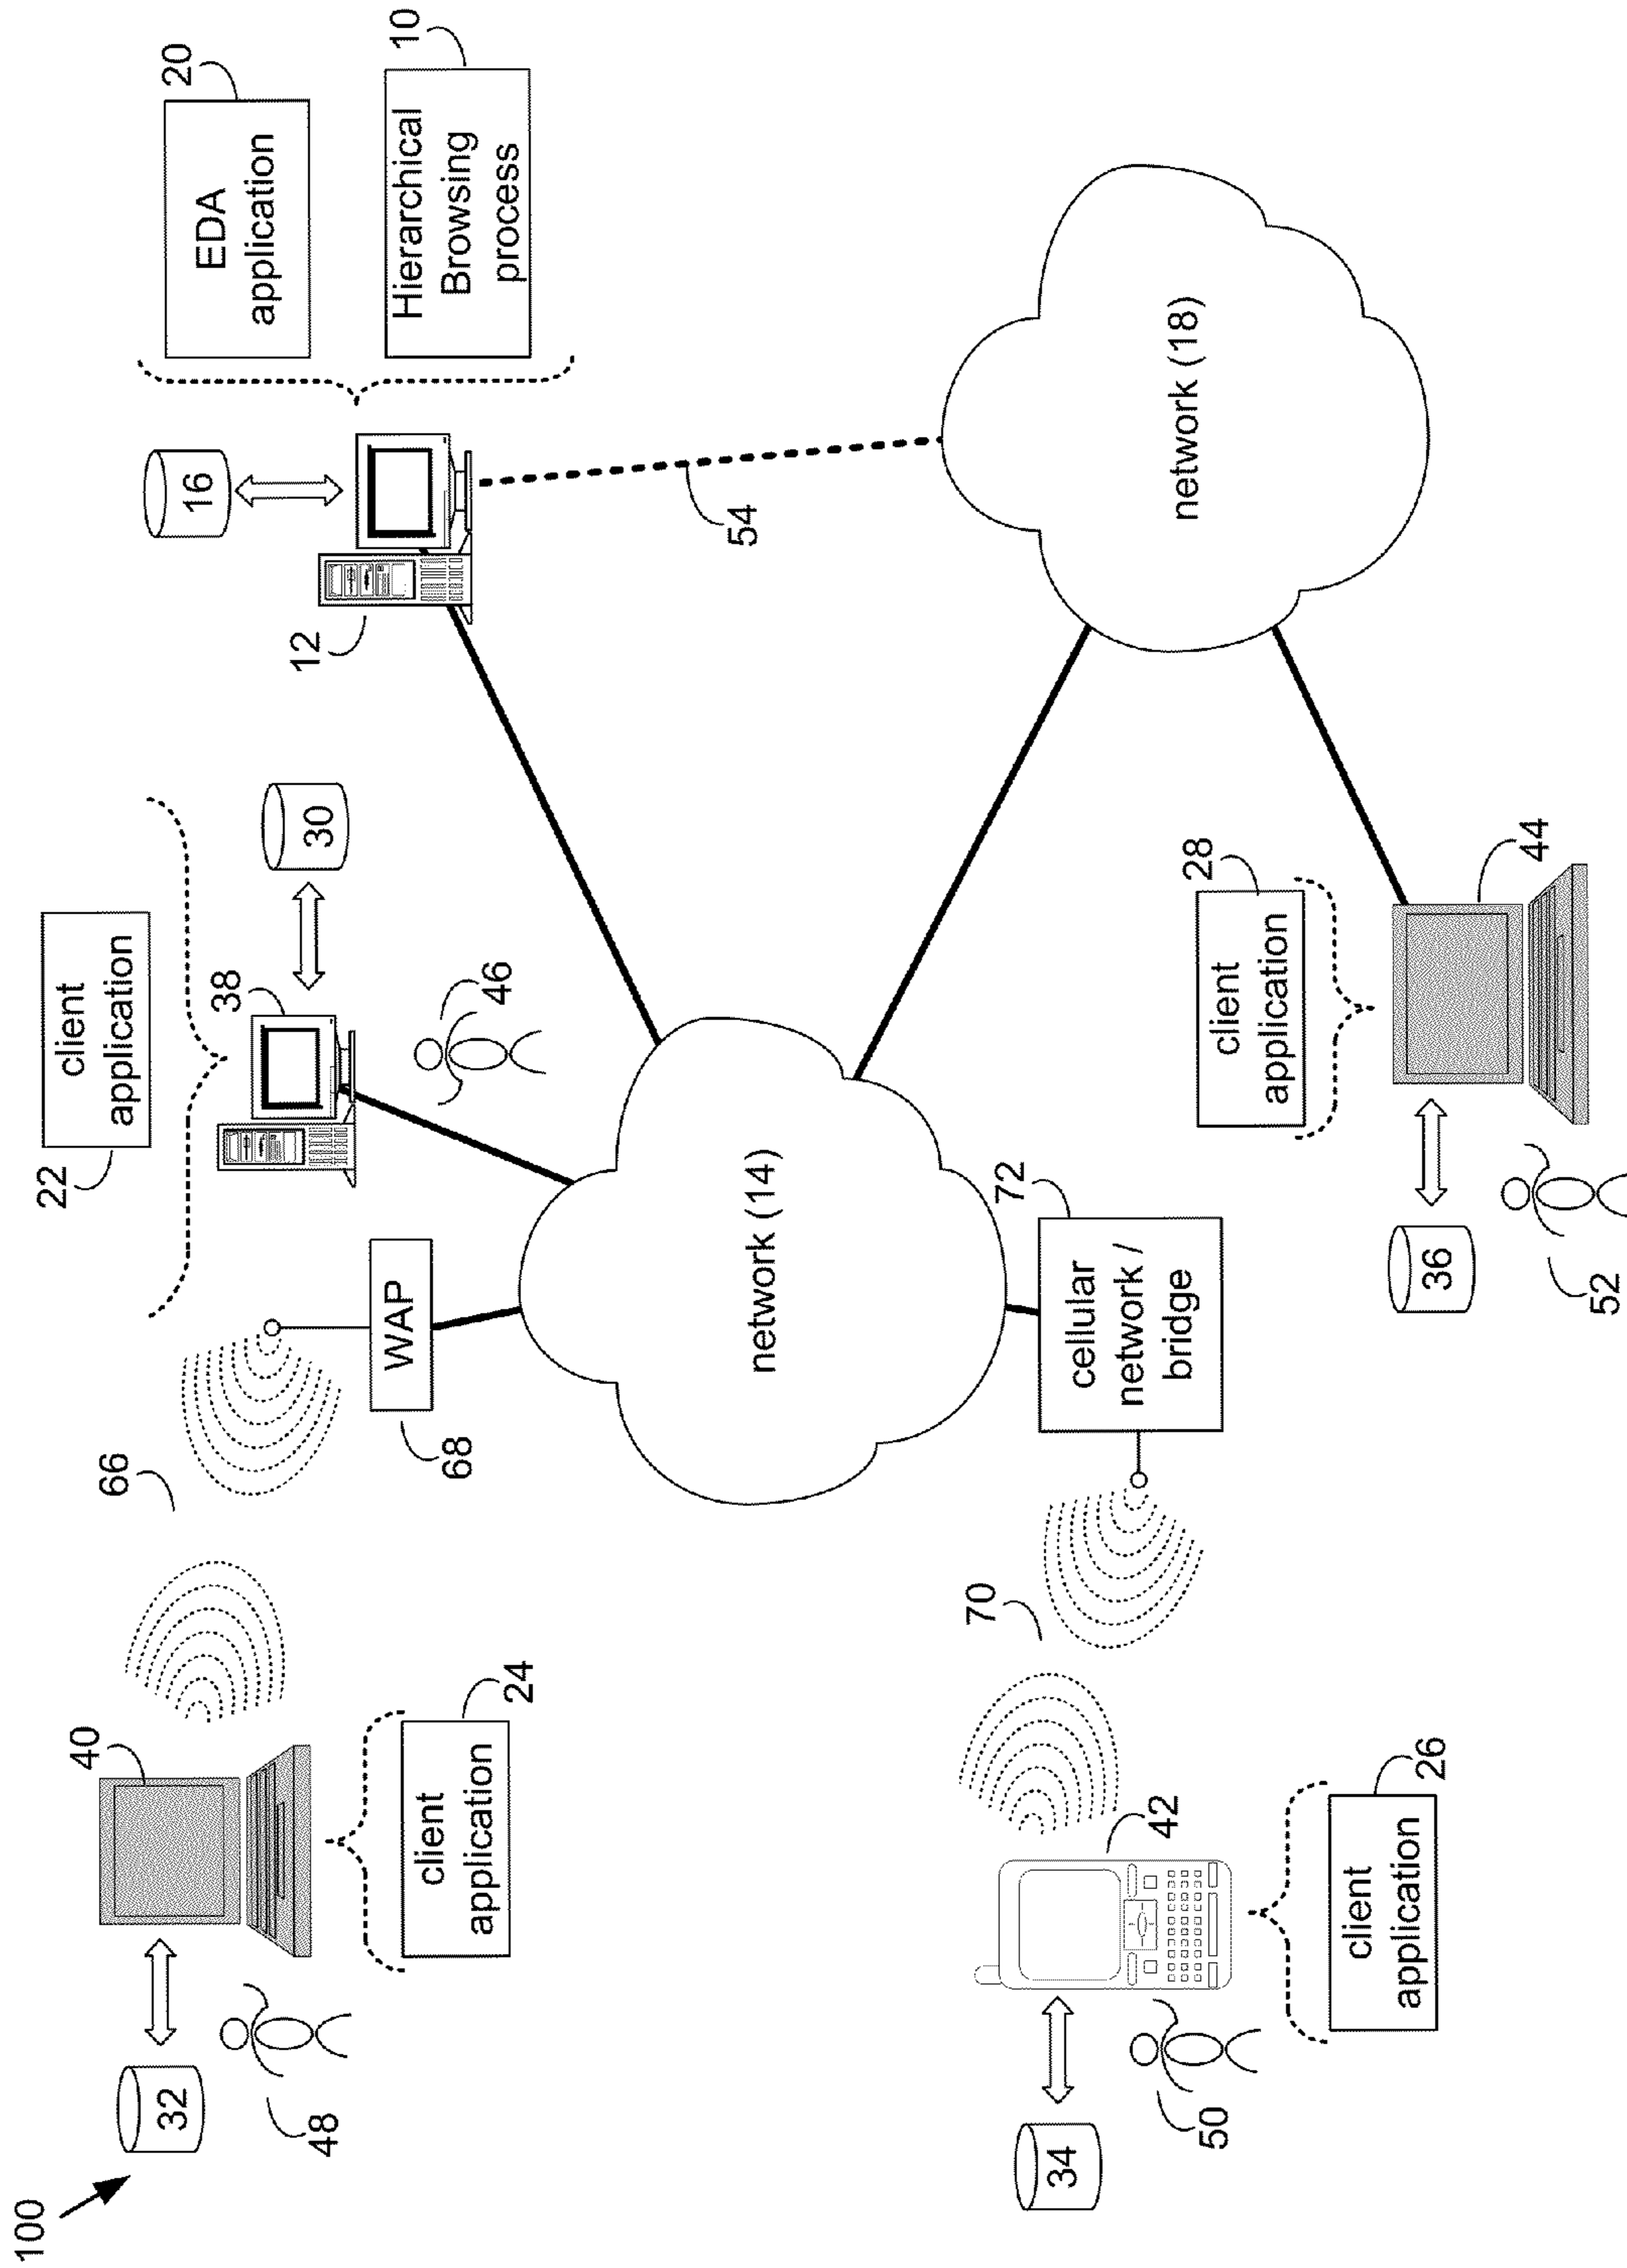 100
22
client
application
40
66
38
20
EDA
application
32
16
48
12
30
10
Hierarchical
Browsing
process
WAP
68
46
24
client
application
54
network (14)
70
72
cellular
network /
bridge
network (18)
34
50
42
28
client
application
26
client
application
36
52
44